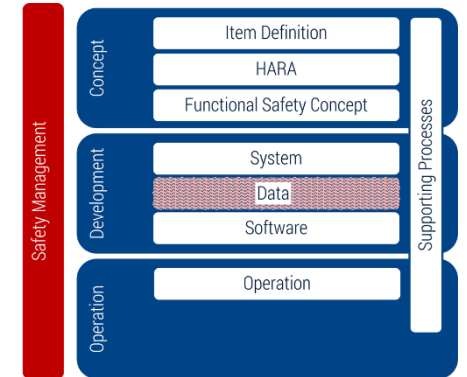 Safety Management
Concept
Item Definition
HARA
Functional Safety Concept
Development
System
Data
Software
Operation
Operation
Supporting Processes